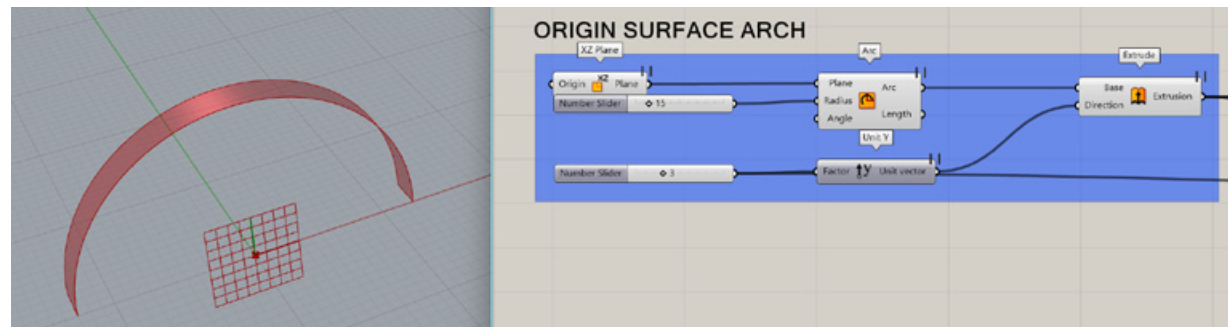 ORIGIN SURFACE ARCH
XZ Plane
Arc
Extrude
Origin XZ Plane
Number Slider 15
Plane
Radius
Angle
Arc
Length
Base
Direction
Extrusion
Unit Y
Number Slider 3
Factor y Unit vector